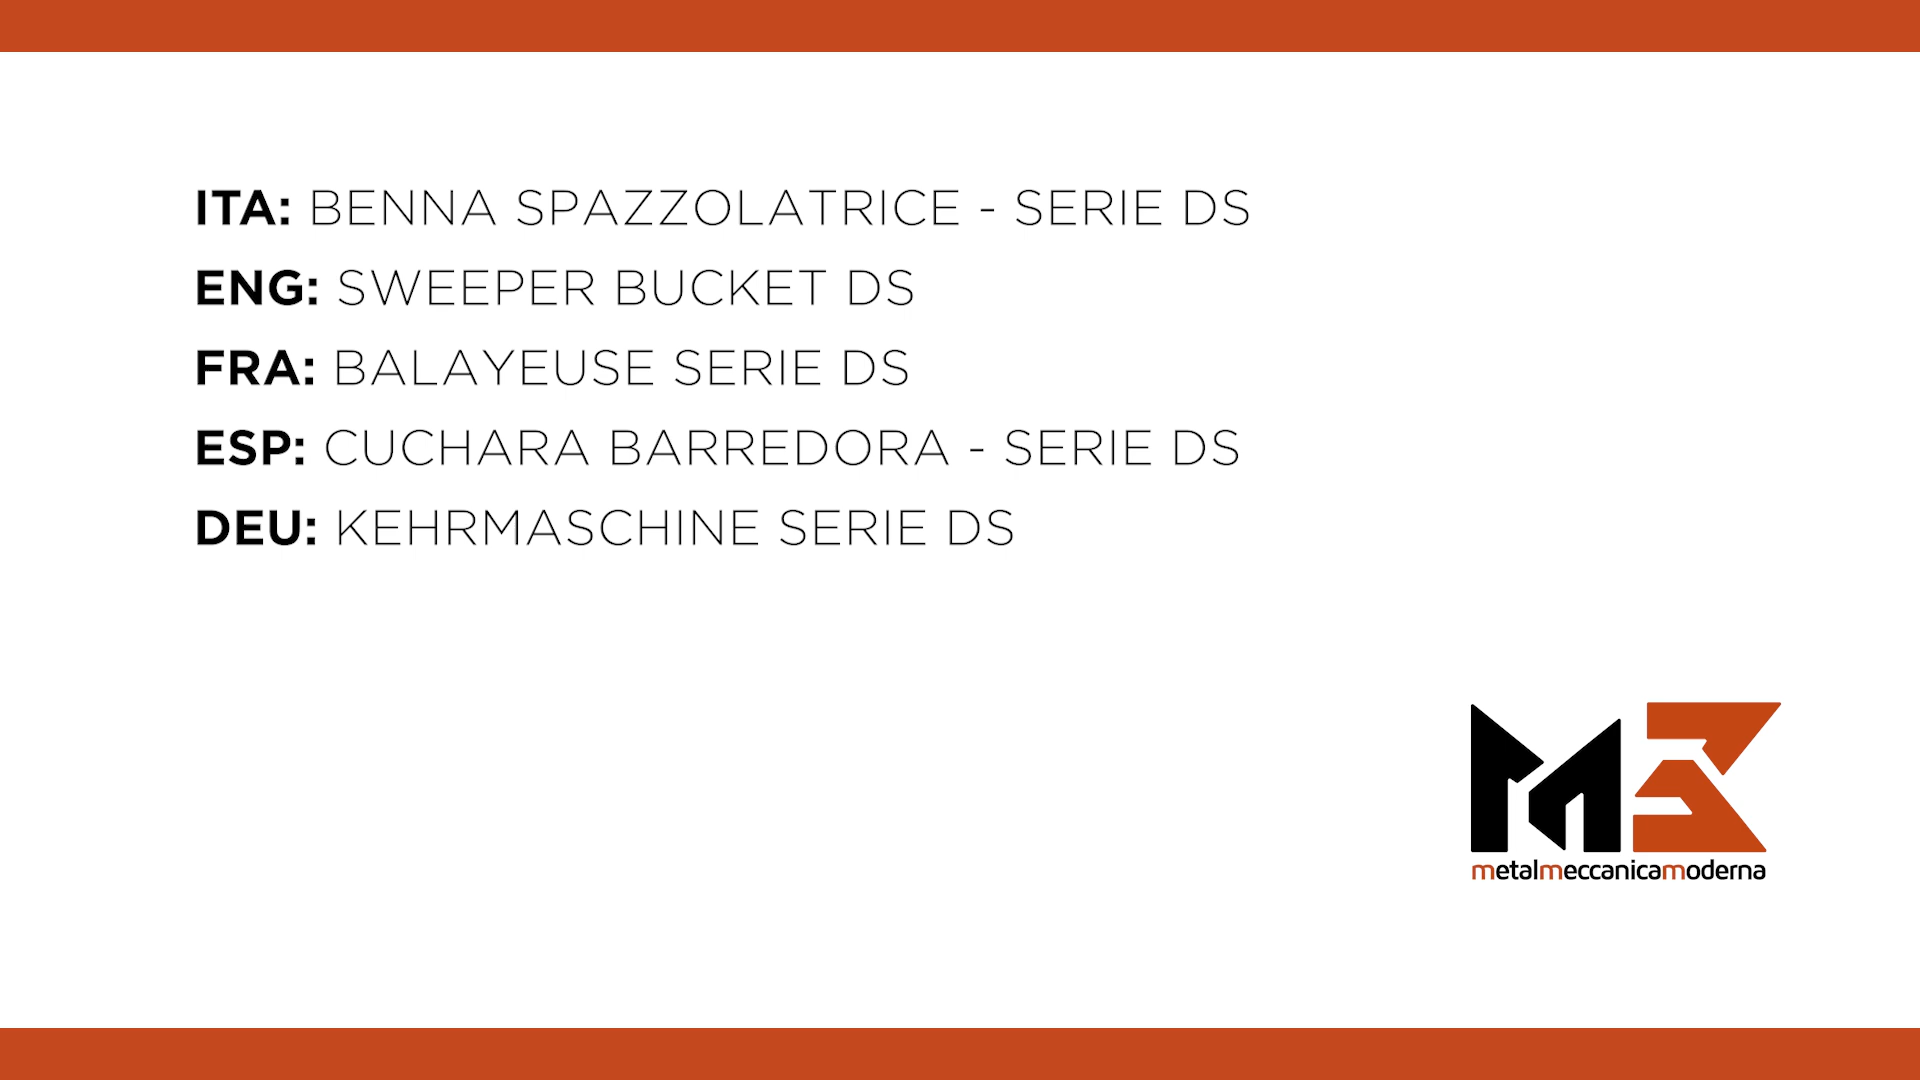 ITA: BENNA SPAZZOLATRICE - SERIE DS
ENG: SWEEPER BUCKET DS
FRA: BALAYEUSE SERIE DS
ESP: CUCHARA BARREDORA - SERIE DS
DEU: KEHRMASCHINE SERIE DS
M3
metalmeccanicamoderna